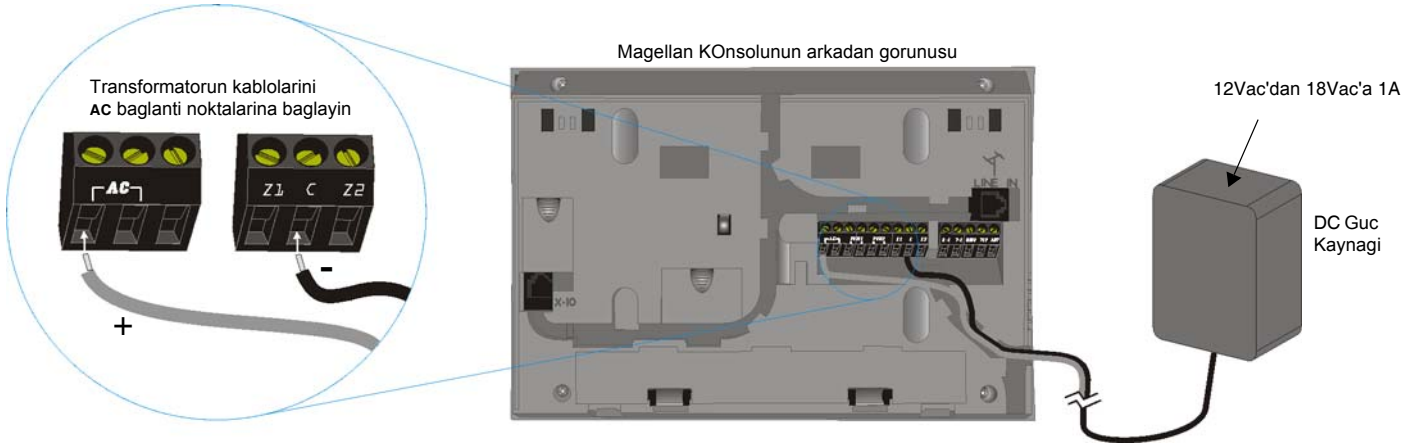 Magellan KOnsolunun arkadan gorunusu
Transformatorun kablolarini
AC baglanti noktalarina baglayin
12Vac'dan 18Vac'a 1A
AC
Z1 C Z2
LINE IN
DC Guc
Kaynagi
X-10
-
+